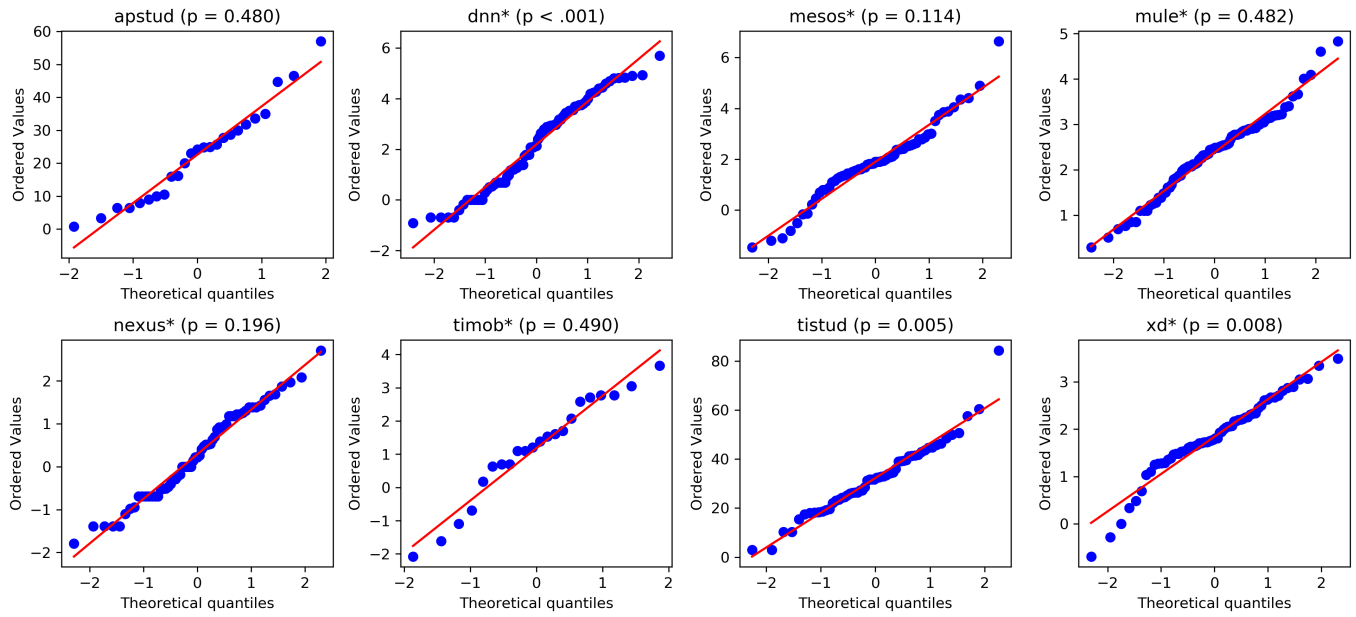 apstud (p = 0.480)
60
50
40
30
20
10
0
Ordered Values
−2 −1 0 1 2
Theoretical quantiles
dnn* (p < .001)
6
4
2
0
−2
Ordered Values
−2 −1 0 1 2
Theoretical quantiles
mesos* (p = 0.114)
6
4
2
0
Ordered Values
−2 −1 0 1 2
Theoretical quantiles
mule* (p = 0.482)
5
4
3
2
1
Ordered Values
−2 −1 0 1 2
Theoretical quantiles
nexus* (p = 0.196)
2
1
0
−1
−2
Ordered Values
−2 −1 0 1 2
Theoretical quantiles
timob* (p = 0.490)
4
3
2
1
0
−1
−2
Ordered Values
−2 −1 0 1 2
Theoretical quantiles
tistud (p = 0.005)
80
60
40
20
0
Ordered Values
−2 −1 0 1 2
Theoretical quantiles
xd* (p = 0.008)
3
2
1
0
Ordered Values
−2 −1 0 1 2
Theoretical quantiles